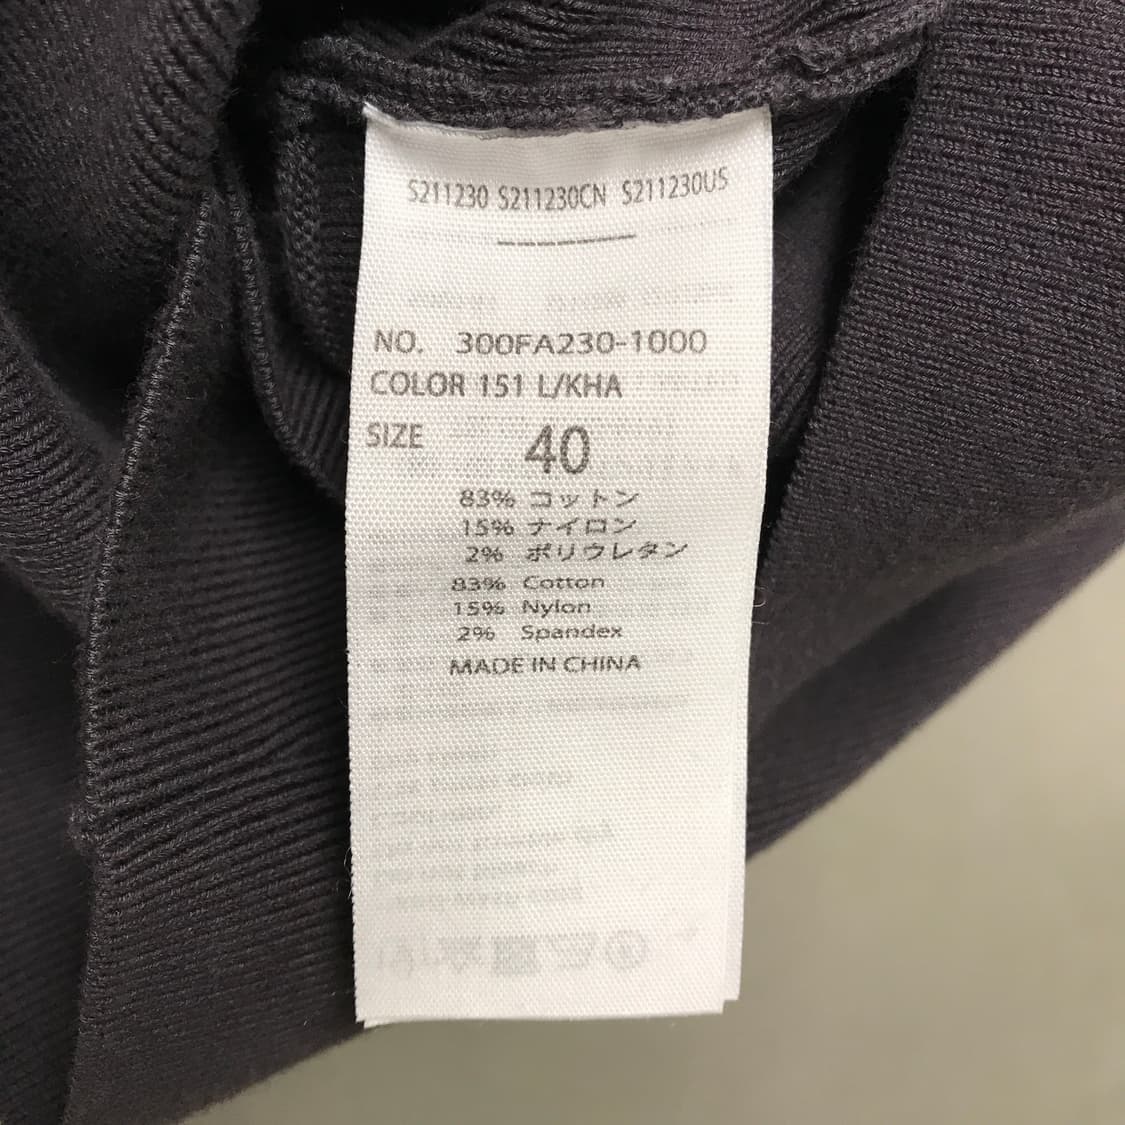 S211230 S211230CN S211230US
NO. 300FA230-1000
COLOR 151 L/KHA
SIZE 40
83% コットン
15% ナイロン
2% ポリウレタン
83% Cotton
15% Nylon
2% Spandex
MADE IN CHINA